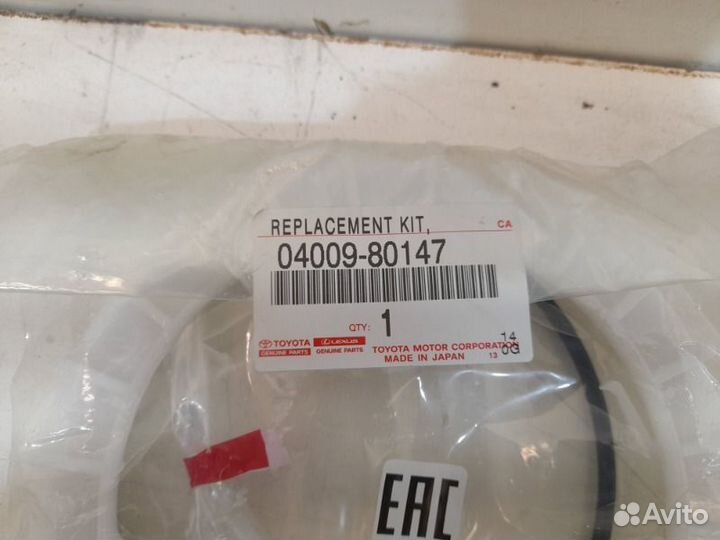 REPLACEMENT KIT,
CA
04009-80147
QTY: 1
TOYOTA
GENUINE PARTS
LEXUS
GENUINE PARTS
TOYOTA MOTOR CORPORATION
MADE IN JAPAN
13
14
0G
EAC
Avito